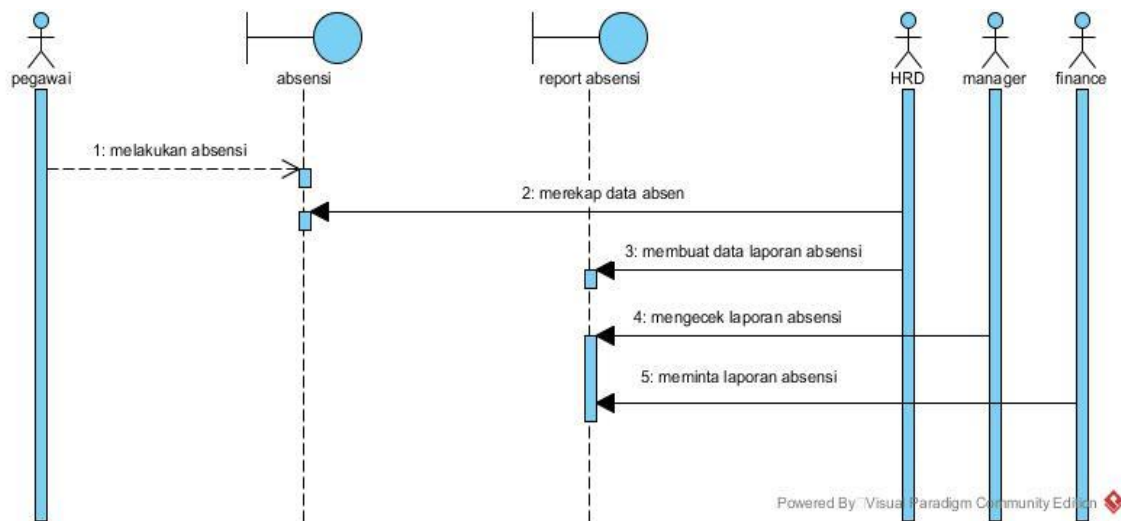 pegawai
absensi
report absensi
HRD
manager
finance
1: melakukan absensi
2: merekap data absen
3: membuat data laporan absensi
4: mengecek laporan absensi
5: meminta laporan absensi
Powered By Visual Paradigm Community Edition